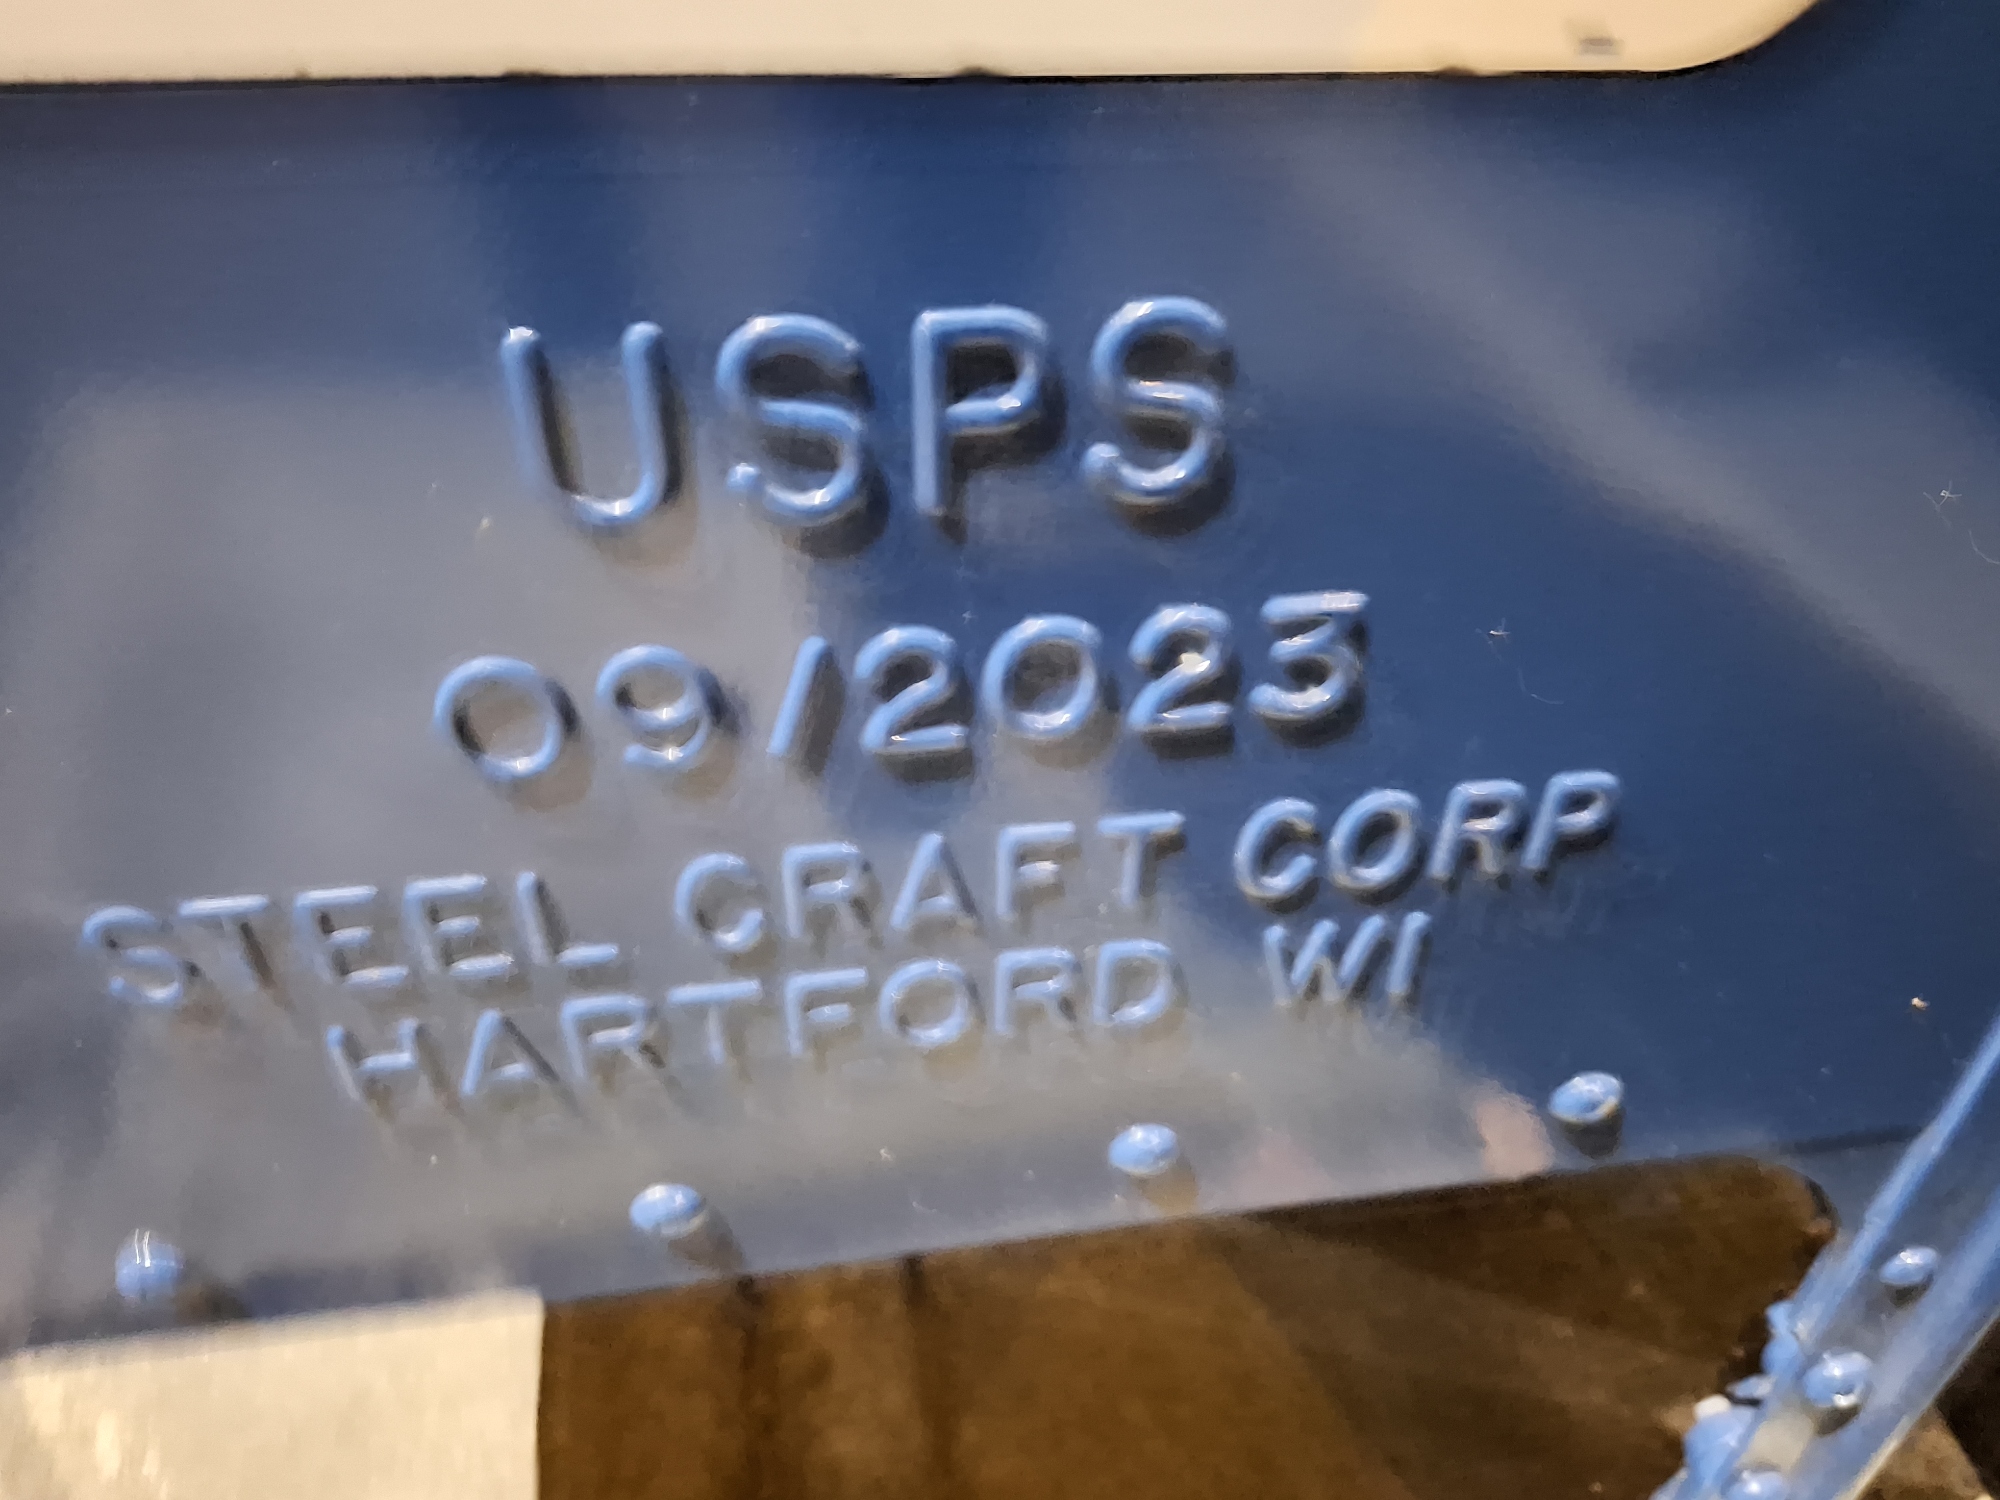 USPS
09/2023
STEEL CRAFT CORP
HARTFORD WI